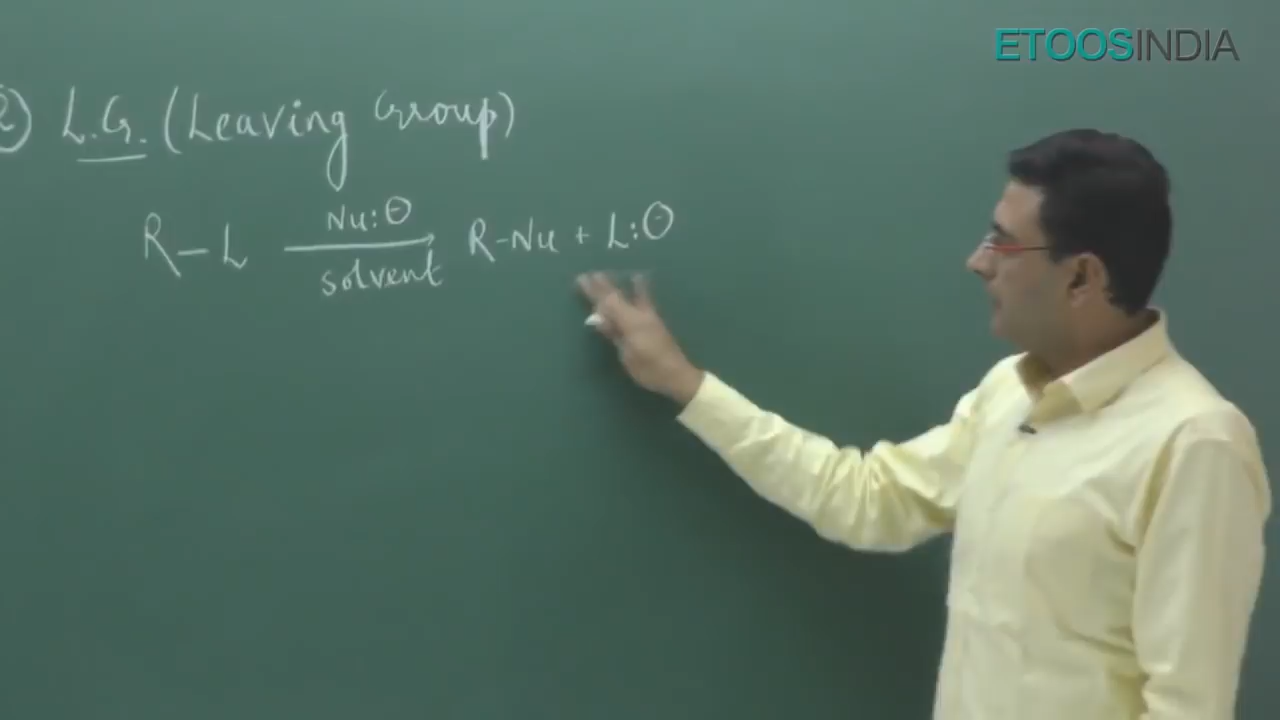 ETOOSINDIA
2) L.G. (Leaving Group)
R-L Nu:⊖ R-Nu + L:⊖
solvent